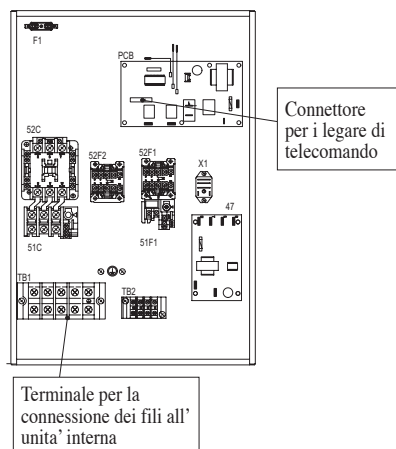 F1
PCB
Connettore
per i legare di
telecomando
52C
52F2
52F1
X1
47
51C
51F1
TB1
TB2
Terminale per la
connessione dei fili all'
unita' interna